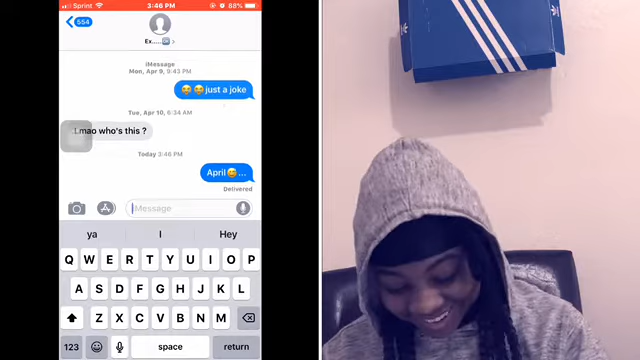 Sprint 3:46 PM 88%
554
Ex.....
iMessage
Mon, Apr 9, 9:43 PM
😂😂just a joke
Tue, Apr 10, 6:34 AM
Lmao who's this ?
Today 3:46 PM
April😅...
Delivered
iMessage
ya I Hey
Q W E R T Y U I O P
A S D F G H J K L
Z X C V B N M
123 space return